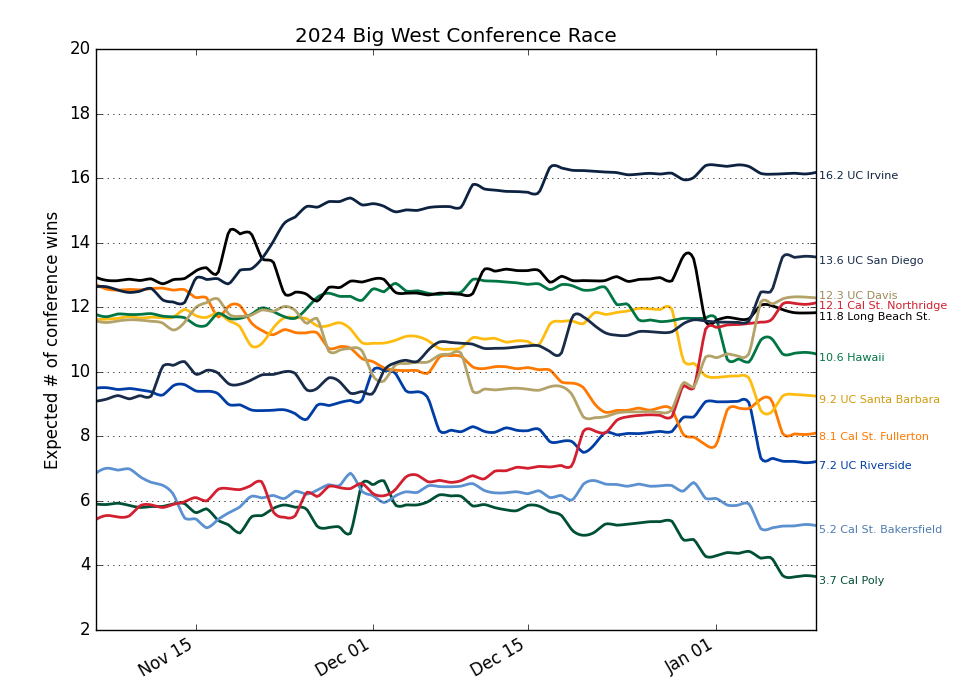 2024 Big West Conference Race
Expected # of conference wins
20
18
16
14
12
10
8
6
4
2
Nov 15
Dec 01
Dec 15
Jan 01
16.2 UC Irvine
13.6 UC San Diego
12.3 UC Davis
12.1 Cal St. Northridge
11.8 Long Beach St.
10.6 Hawaii
9.2 UC Santa Barbara
8.1 Cal St. Fullerton
7.2 UC Riverside
5.2 Cal St. Bakersfield
3.7 Cal Poly